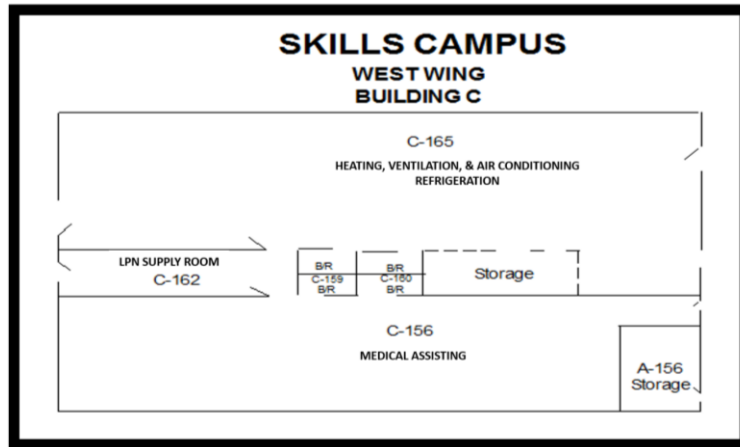 SKILLS CAMPUS
WEST WING
BUILDING C
C-165
HEATING, VENTILATION, & AIR CONDITIONING
REFRIGERATION
LPN SUPPLY ROOM
C-162
B/R
C-159
B/R
B/R
C-160
B/R
Storage
C-156
MEDICAL ASSISTING
A-156
Storage